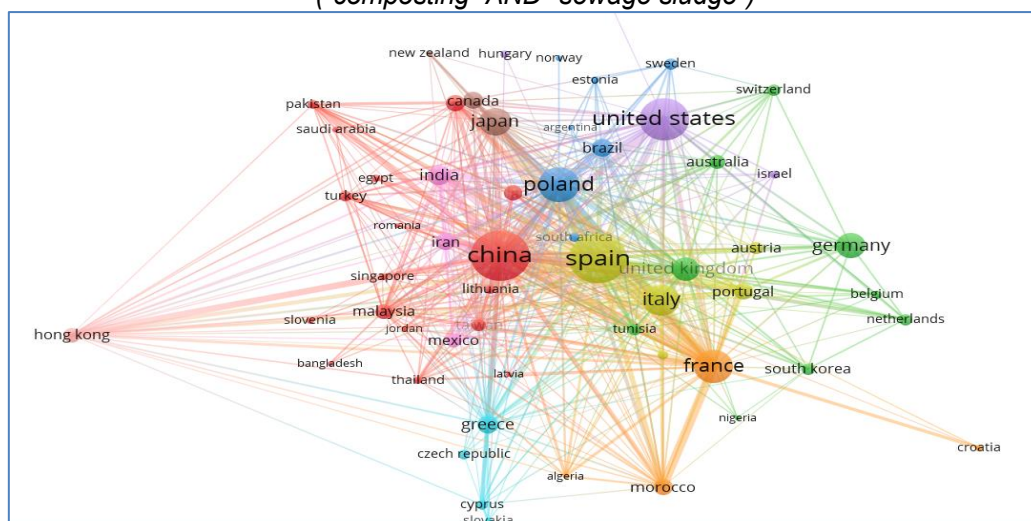 ( "composting" AND "sewage sludge")
new zealand
hungary
norway
sweden
estonia
switzerland
pakistan
canada
saudi arabia
japan
argentina
united states
brazil
australia
egypt
india
poland
israel
turkey
romania
iran
south africa
china
spain
austria
germany
united kingdom
singapore
lithuania
italy
portugal
belgium
slovenia
malaysia
jordan
taiwan
mexico
tunisia
netherlands
hong kong
bangladesh
thailand
latvia
france
south korea
greece
nigeria
czech republic
croatia
algeria
morocco
cyprus
slovakia